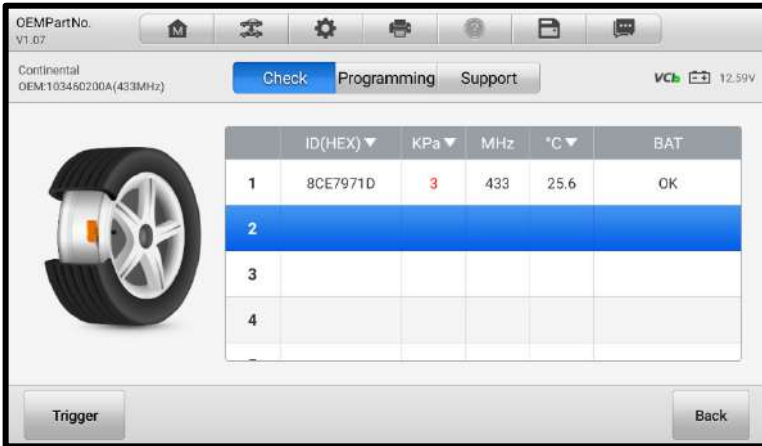 OEMPartNo.
V1.07
M
Continental
OEM:103460200A(433MHz)
Check Programming Support
VCI 12.59V
ID(HEX)▼ KPa▼ MHz °C▼ BAT
1 8CE7971D 3 433 25.6 OK
2
3
4
Trigger Back